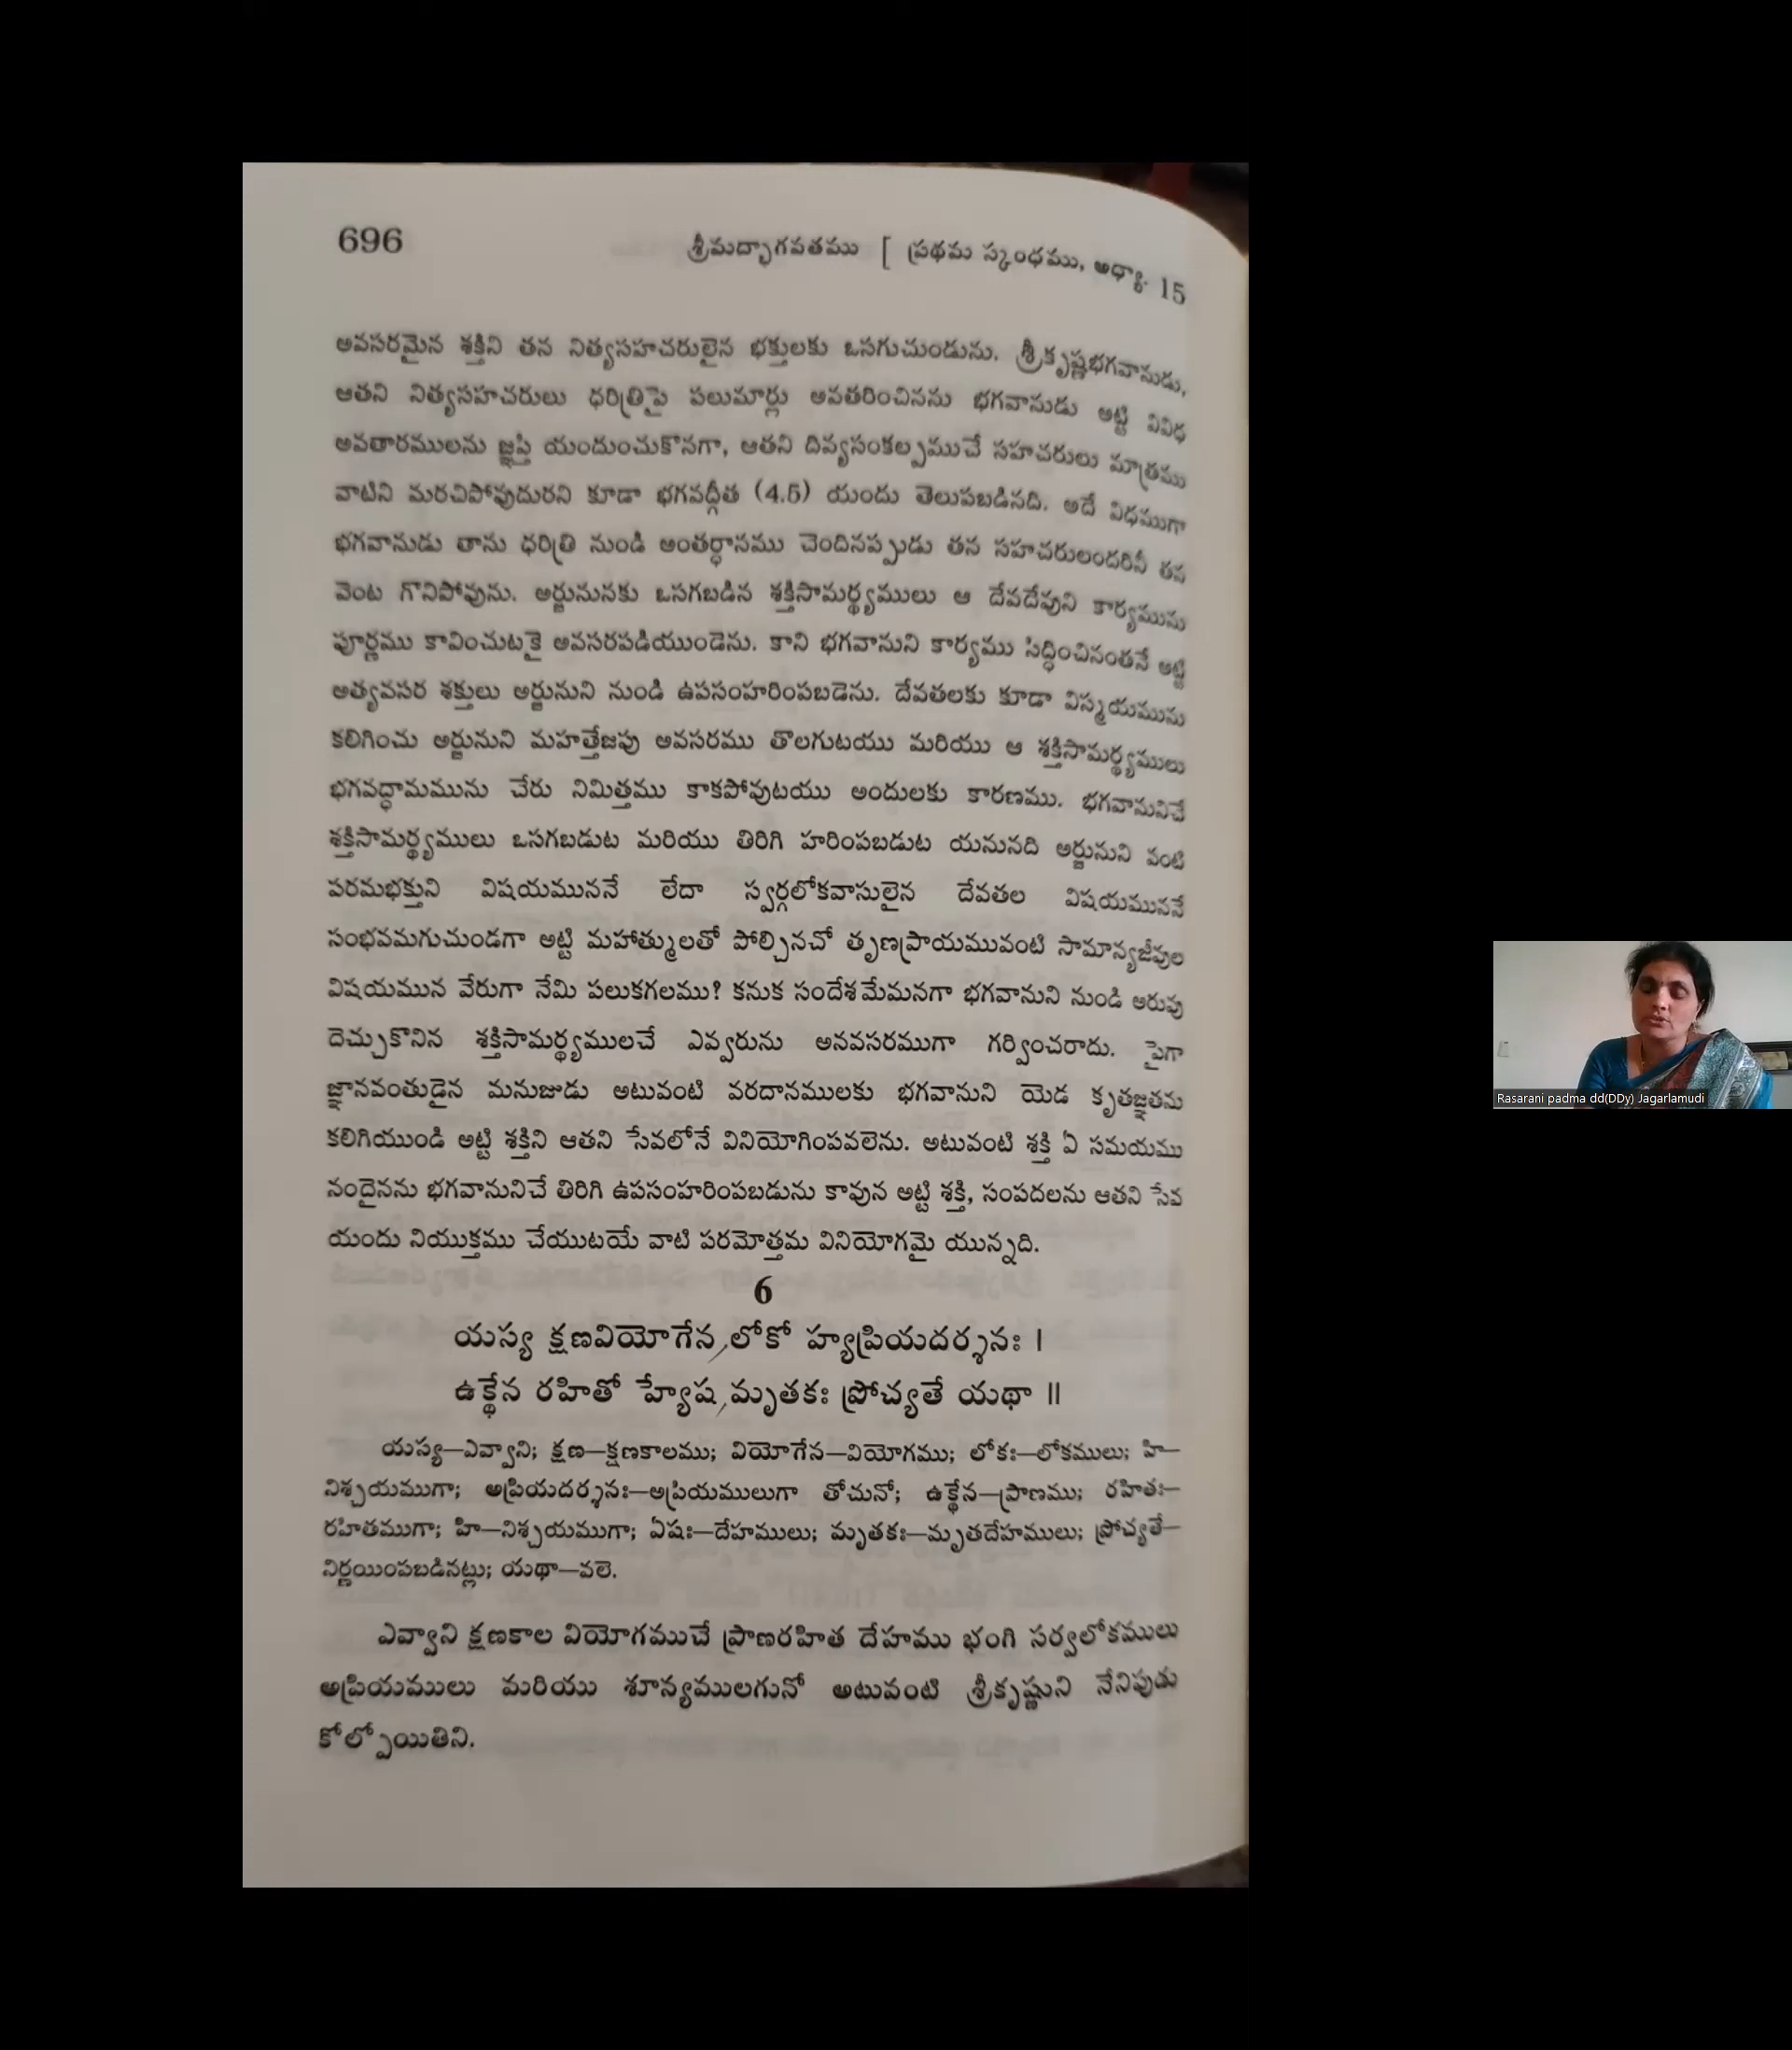 696
శ్రీమద్భాగవతము [ ప్రథమ స్కంధము, అధ్యా. 15
అవసరమైన శక్తిని తన నిత్యసహచరులైన భక్తులకు ఒసగుచుండును. శ్రీకృష్ణభగవానుడు,
ఆతని నిత్యసహచరులు ధరిత్రిపై పలుమార్లు అవతరించినను భగవానుడు అట్టి వివిధ
అవతారములను జ్ఞప్తి యందుంచుకొనగా, ఆతని దివ్యసంకల్పముచే సహచరులు మాత్రము
వాటిని మరచిపోవుదురని కూడా భగవద్గీత (4.5) యందు తెలుపబడినది. అదే విధముగా
భగవానుడు తాను ధరిత్రి నుండి అంతర్ధానము చెందినప్పుడు తన సహచరులందరినీ తన
వెంట గొనిపోవును. అర్జునునకు ఒసగబడిన శక్తిసామర్థ్యములు ఆ దేవదేవుని కార్యమును
పూర్ణము కావించుటకై అవసరపడియుండెను. కాని భగవానుని కార్యము సిద్ధించినంతనే అట్టి
అత్యవసర శక్తులు అర్జునుని నుండి ఉపసంహరింపబడెను. దేవతలకు కూడా విస్మయమును
కలిగించు అర్జునుని మహత్తేజపు అవసరము తొలగుటయు మరియు ఆ శక్తిసామర్థ్యములు
భగవద్ధామమును చేరు నిమిత్తము కాకపోవుటయు అందులకు కారణము. భగవానునిచే
శక్తిసామర్థ్యములు ఒసగబడుట మరియు తిరిగి హరింపబడుట యనునది అర్జునుని వంటి
పరమభక్తుని విషయముననే లేదా స్వర్గలోకవాసులైన దేవతల విషయముననే
సంభవమగుచుండగా అట్టి మహాత్ములతో పోల్చినచో తృణప్రాయమువంటి సామాన్యజీవుల
విషయమున వేరుగా నేమి పలుకగలము? కనుక సందేశమేమనగా భగవానుని నుండి అరువు
దెచ్చుకొనిన శక్తిసామర్థ్యములచే ఎవ్వరును అనవసరముగా గర్వించరాదు. పైగా
జ్ఞానవంతుడైన మనుజుడు అటువంటి వరదానములకు భగవానుని యెడ కృతజ్ఞతను
కలిగియుండి అట్టి శక్తిని ఆతని సేవలోనే వినియోగింపవలెను. అటువంటి శక్తి ఏ సమయము
నందైనను భగవానునిచే తిరిగి ఉపసంహరింపబడును కావున అట్టి శక్తి, సంపదలను ఆతని సేవ
యందు నియుక్తము చేయుటయే వాటి పరమోత్తమ వినియోగమై యున్నది.
6
యస్య క్షణవియోగేన లోకో హ్యప్రియదర్శనః ।
ఉక్థేన రహితో హ్యేష మృతకః ప్రోచ్యతే యథా ॥
యస్య—ఎవ్వాని; క్షణ—క్షణకాలము; వియోగేన—వియోగము; లోకః—లోకములు; హి—
నిశ్చయముగా; అప్రియదర్శనః—అప్రియములుగా తోచునో; ఉక్థేన—ప్రాణము; రహితః—
రహితముగా; హి—నిశ్చయముగా; ఏషః—దేహములు; మృతకః—మృతదేహములు; ప్రోచ్యతే—
నిర్ణయింపబడినట్లు; యథా—వలె.
ఎవ్వాని క్షణకాల వియోగముచే ప్రాణరహిత దేహము భంగి సర్వలోకములు
అప్రియములు మరియు శూన్యములగునో అటువంటి శ్రీకృష్ణుని నేనిపుడు
కోల్పోయితిని.
Rasarani padma dd(DDy) Jagarlamudi